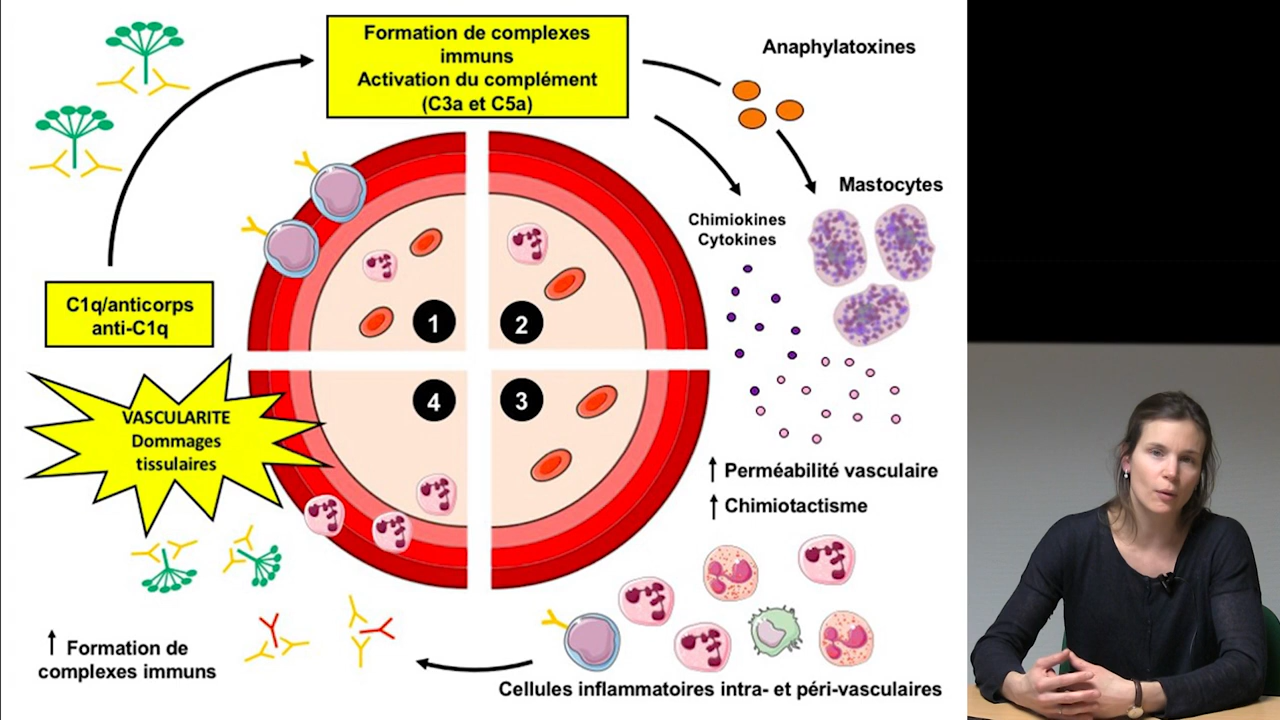 Formation de complexes
immuns
Activation du complément
(C3a et C5a)
Anaphylatoxines
Mastocytes
Chimiokines
Cytokines
C1q/anticorps
anti-C1q
1
2
4
3
VASCULARITE
Dommages
tissulaires
↑ Perméabilité vasculaire
↑ Chimiotactisme
↑ Formation de
complexes immuns
Cellules inflammatoires intra- et péri-vasculaires